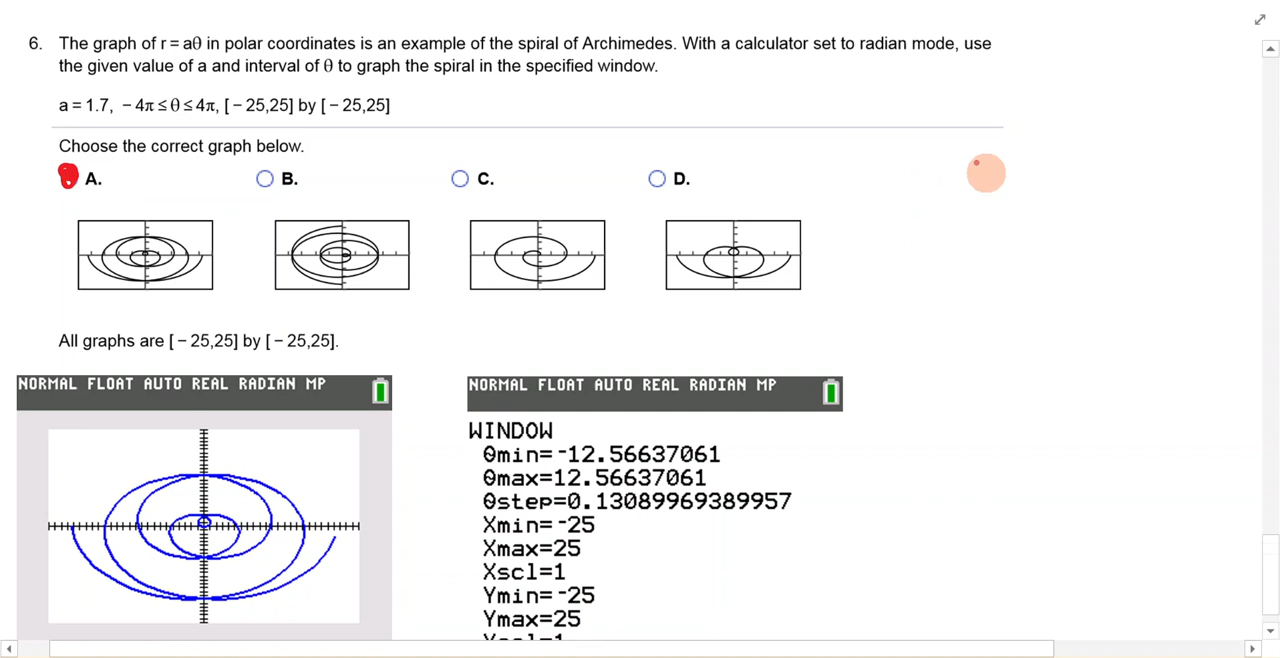 6. The graph of r = aθ in polar coordinates is an example of the spiral of Archimedes. With a calculator set to radian mode, use
the given value of a and interval of θ to graph the spiral in the specified window.
a = 1.7, − 4π ≤ θ ≤ 4π, [ − 25,25] by [ − 25,25]
Choose the correct graph below.
A. B. C. D.
All graphs are [ − 25,25] by [ − 25,25].
NORMAL FLOAT AUTO REAL RADIAN MP
NORMAL FLOAT AUTO REAL RADIAN MP
WINDOW
θmin=-12.56637061
θmax=12.56637061
θstep=0.13089969389957
Xmin=-25
Xmax=25
Xscl=1
Ymin=-25
Ymax=25